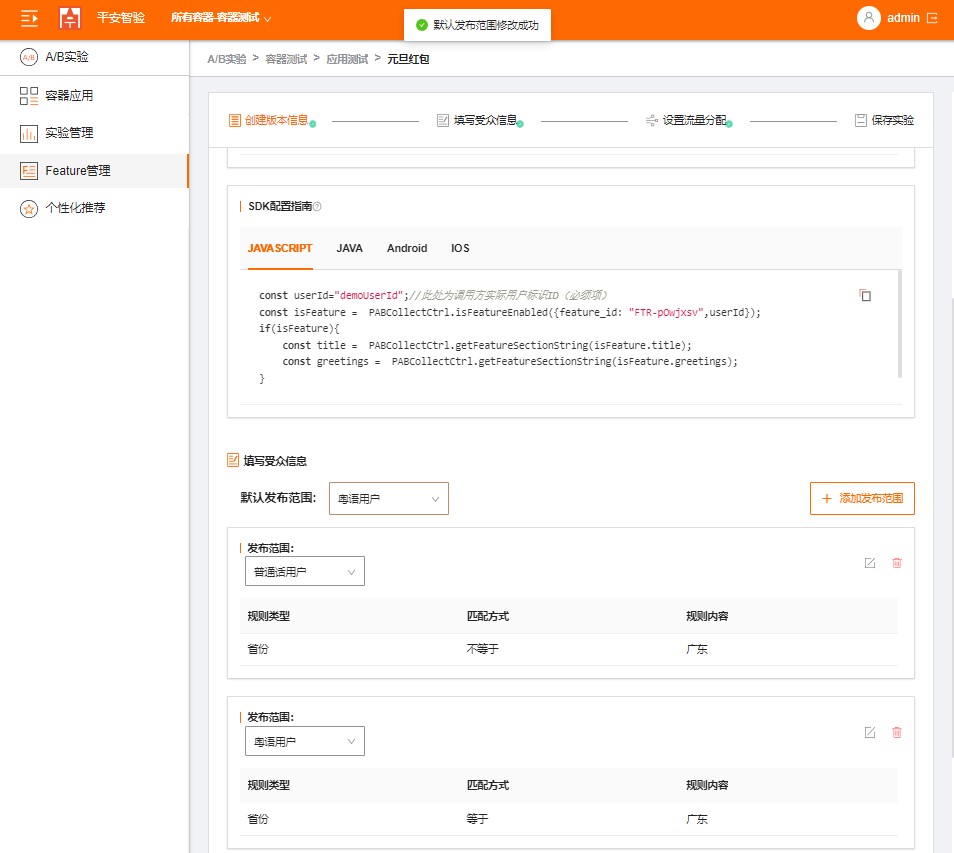 平安智验
所有容器-容器测试
默认发布范围修改成功
admin
A/B实验
容器应用
实验管理
Feature管理
个性化推荐
A/B实验 > 容器测试 > 应用测试 > 元旦红包
创建版本信息
填写受众信息
设置流量分配
保存实验
SDK配置指南
JAVASCRIPT JAVA Android IOS
const userId="demoUserId";//此处为调用方实际用户标识ID（必须项）
const isFeature = PABCollectCtrl.isFeatureEnabled({feature_id: "FTR-pOwjxsv",userId});
if(isFeature){
const title = PABCollectCtrl.getFeatureSectionString(isFeature.title);
const greetings = PABCollectCtrl.getFeatureSectionString(isFeature.greetings);
}
填写受众信息
默认发布范围: 粤语用户
+ 添加发布范围
发布范围:
普通话用户
规则类型 匹配方式 规则内容
省份 不等于 广东
发布范围:
粤语用户
规则类型 匹配方式 规则内容
省份 等于 广东